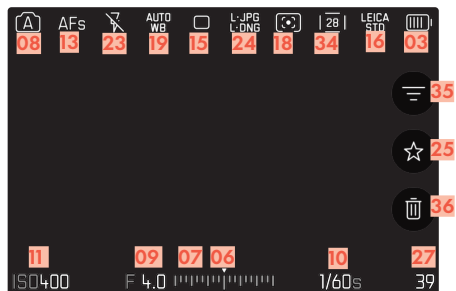 A AFs AUTO WB L·JPG L·DNG 28 LEICA STD
08 13 23 19 15 24 18 34 16 03
35
25
36
11 09 07 06 10 27
ISO400 F 4.0 1/60s 39